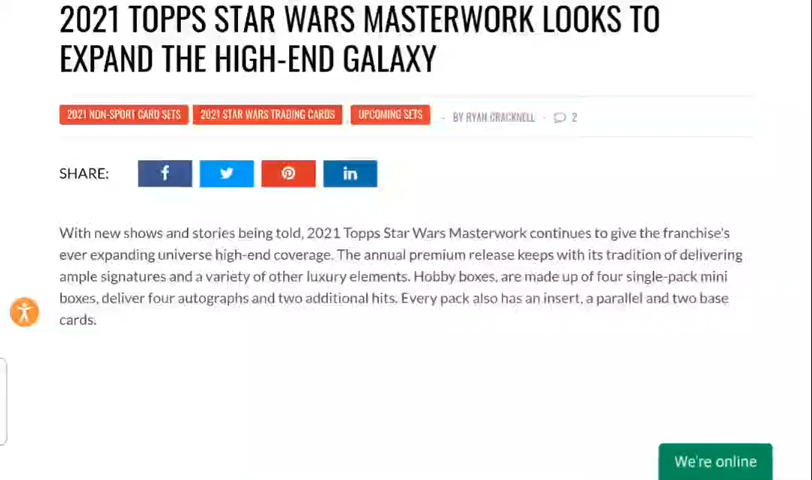 2021 TOPPS STAR WARS MASTERWORK LOOKS TO
EXPAND THE HIGH-END GALAXY
2021 NON-SPORT CARD SETS 2021 STAR WARS TRADING CARDS , UPCOMING SETS - BY RYAN CRACKNELL - 2
SHARE: f in
With new shows and stories being told, 2021 Topps Star Wars Masterwork continues to give the franchise's
ever expanding universe high-end coverage. The annual premium release keeps with its tradition of delivering
ample signatures and a variety of other luxury elements. Hobby boxes, are made up of four single-pack mini
boxes, deliver four autographs and two additional hits. Every pack also has an insert, a parallel and two base
cards.
We're online